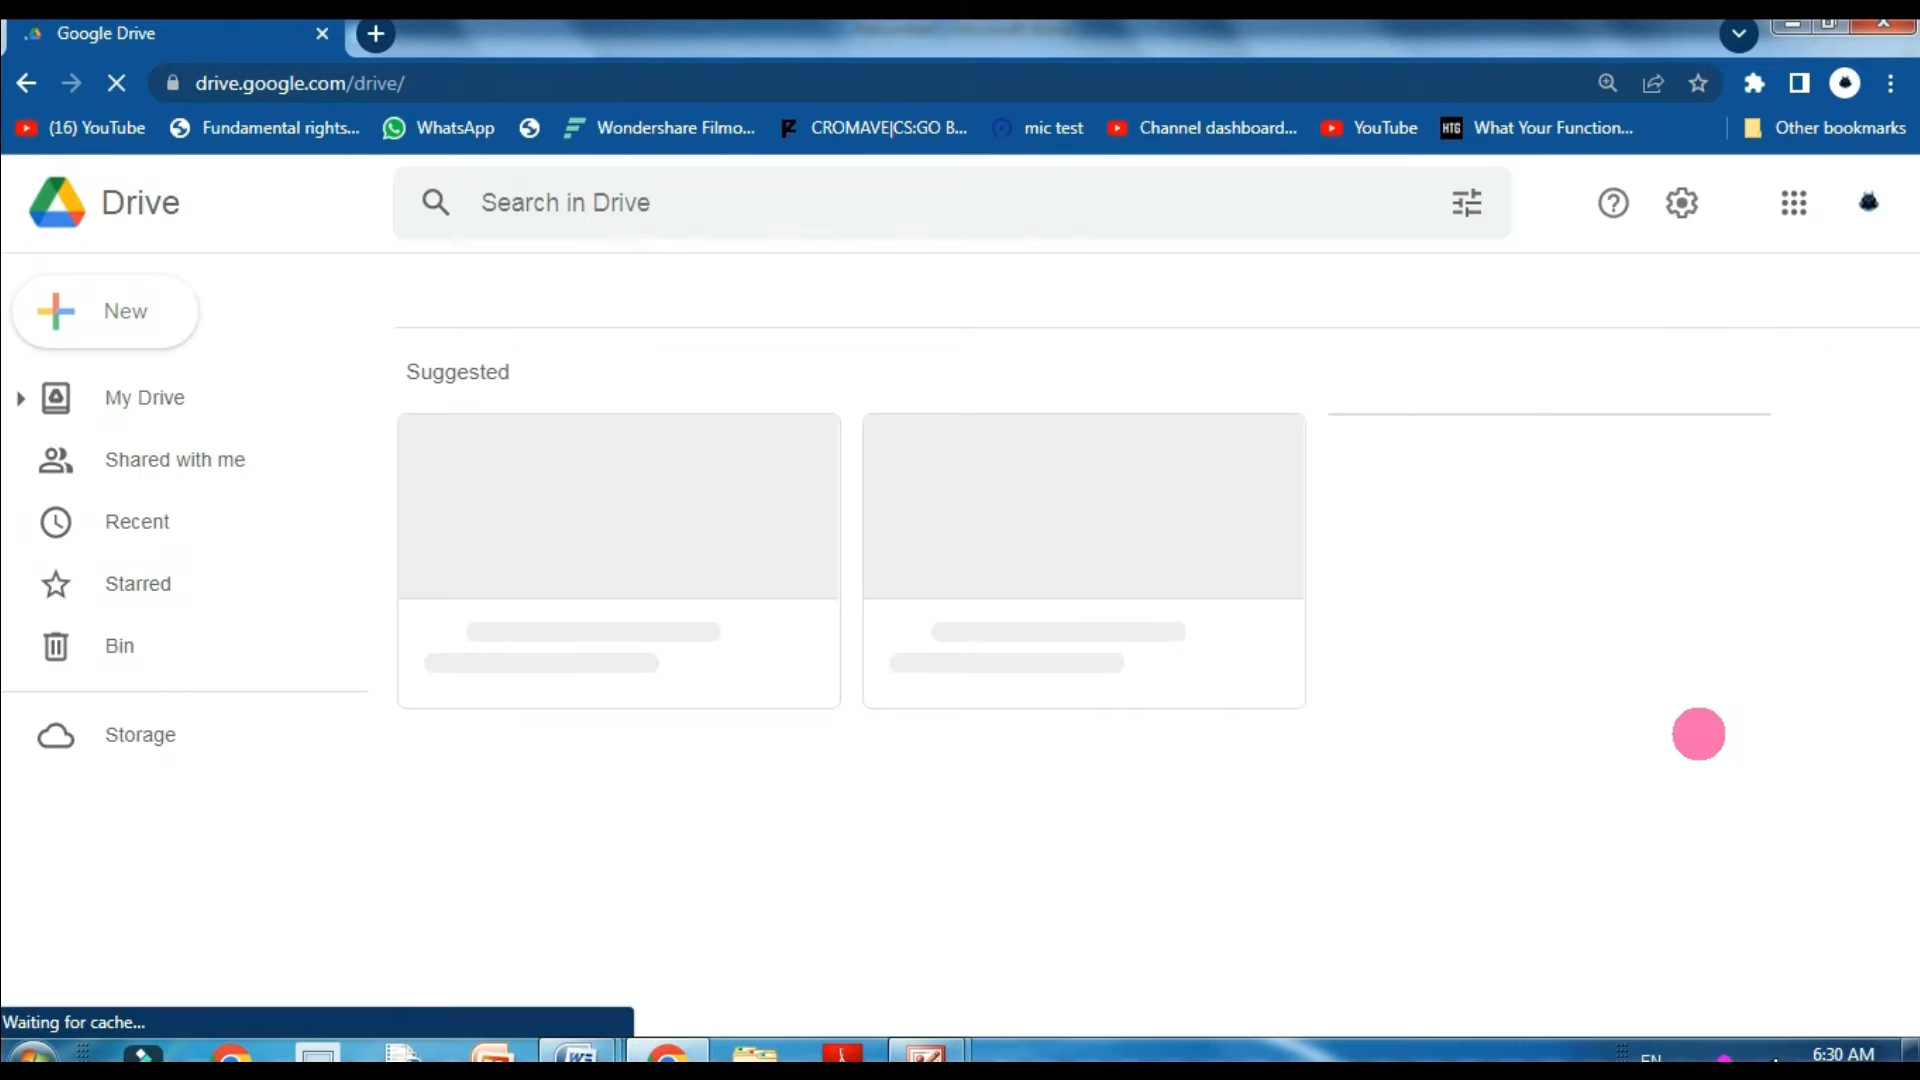 Google Drive
drive.google.com/drive/
(16) YouTube
Fundamental rights...
WhatsApp
Wondershare Filmo...
CROMAVE|CS:GO B...
mic test
Channel dashboard...
YouTube
HTG
What Your Function...
Other bookmarks
Drive
Search in Drive
New
Suggested
My Drive
Shared with me
Recent
Starred
Bin
Storage
Waiting for cache...
EN
6:30 AM